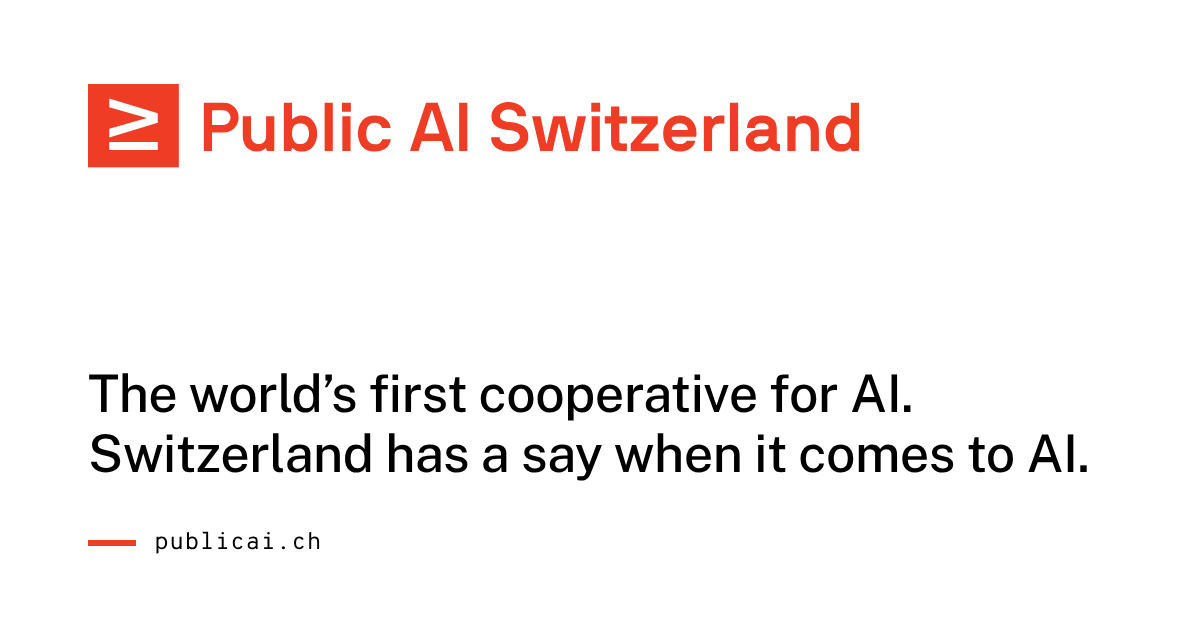 ≥ Public AI Switzerland
The world’s first cooperative for AI.
Switzerland has a say when it comes to AI.
publicai.ch